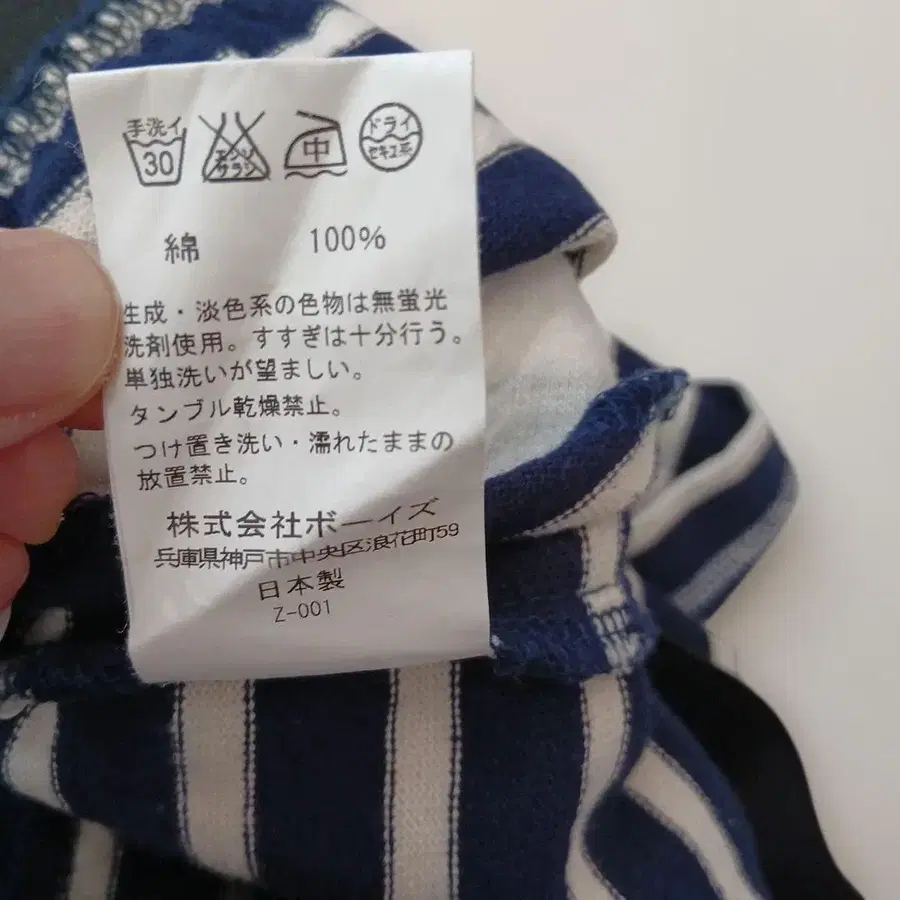 手洗イ
30
エンソ
サラシ
中
ドライ
セキユ系
綿 100%
生成・淡色系の色物は無蛍光
洗剤使用。すすぎは十分行う。
単独洗いが望ましい。
タンブル乾燥禁止。
つけ置き洗い・濡れたままの
放置禁止。
株式会社ボーイズ
兵庫県神戸市中央区浪花町59
日本製
Z-001